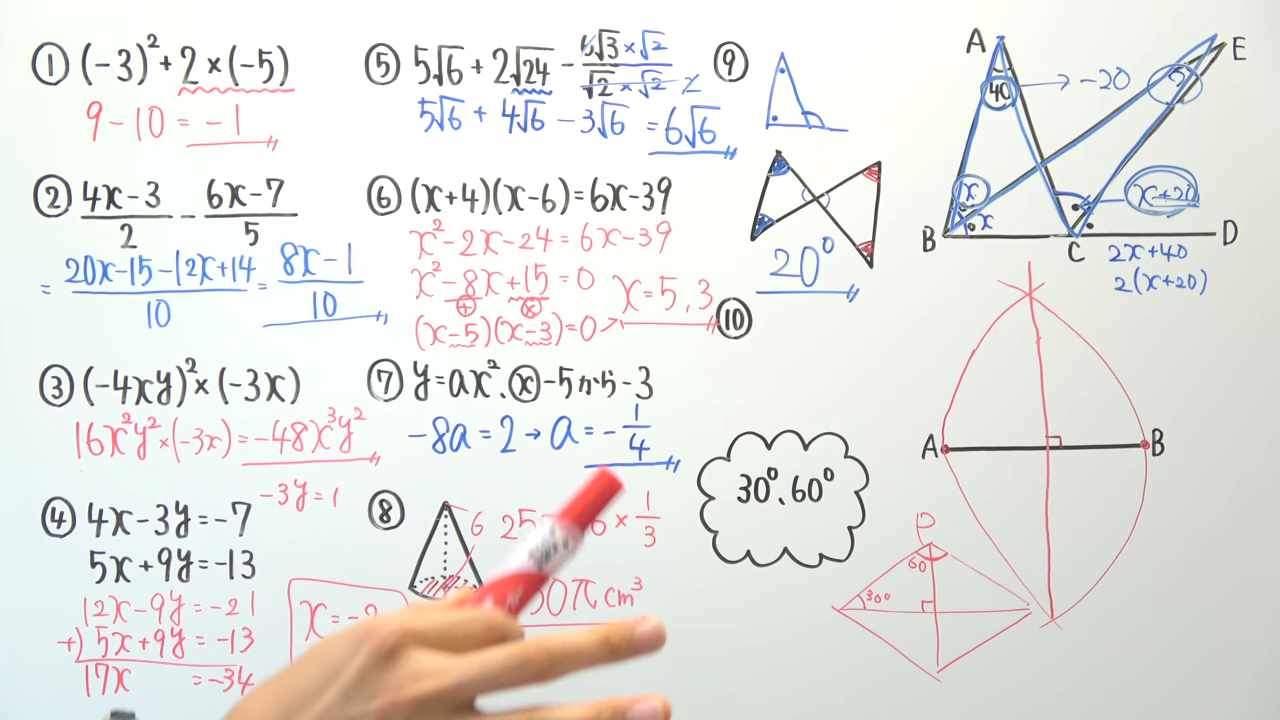 ① (-3)² + 2 × (-5)
9 - 10 = -1
② (4x-3)/2 - (6x-7)/5
= (20x-15-12x+14)/10 = (8x-1)/10
③ (-4xy)² × (-3x)
16x²y² × (-3x) = -48x³y²
-3y = 1
④ 4x-3y=-7
5x+9y=-13
12x-9y=-21
+) 5x+9y=-13
17x =-34
x=-2
⑤ 5√6 + 2√24 - (6√3×√2)/(√2×√2)
5√6 + 4√6 - 3√6 = 6√6
⑥ (x+4)(x-6)=6x-39
x²-2x-24=6x-39
x²-8x+15=0
+ ×
(x-5)(x-3)=0 → x=5,3
⑦ y=ax²、x -5から-3
-8a=2→a=-1/4
⑧
6
× 1/3
30π cm³
⑨
20°
A
E
40 → -20
x
x
x+20
B
C
D
2x+40
2(x+20)
⑩
30°、60°
A
B
60
30°